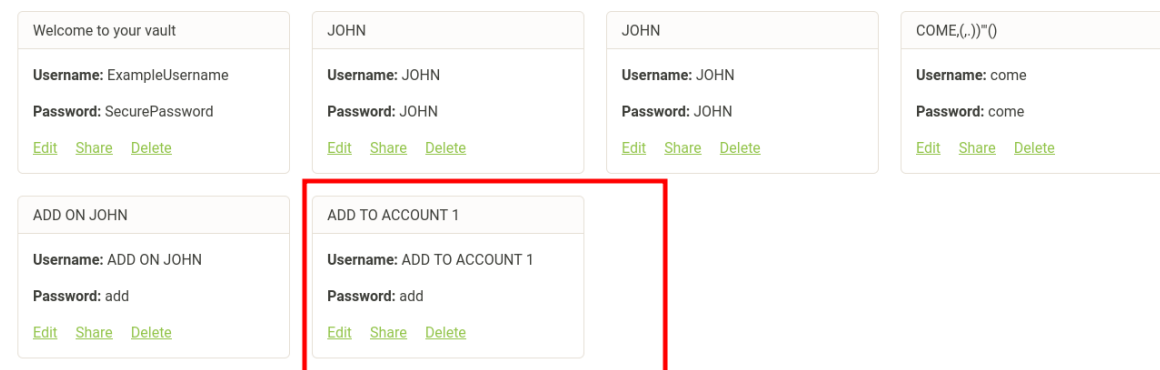 Welcome to your vault
Username: ExampleUsername
Password: SecurePassword
Edit Share Delete
JOHN
Username: JOHN
Password: JOHN
Edit Share Delete
JOHN
Username: JOHN
Password: JOHN
Edit Share Delete
COME,(,.))"'()
Username: come
Password: come
Edit Share Delete
ADD ON JOHN
Username: ADD ON JOHN
Password: add
Edit Share Delete
ADD TO ACCOUNT 1
Username: ADD TO ACCOUNT 1
Password: add
Edit Share Delete